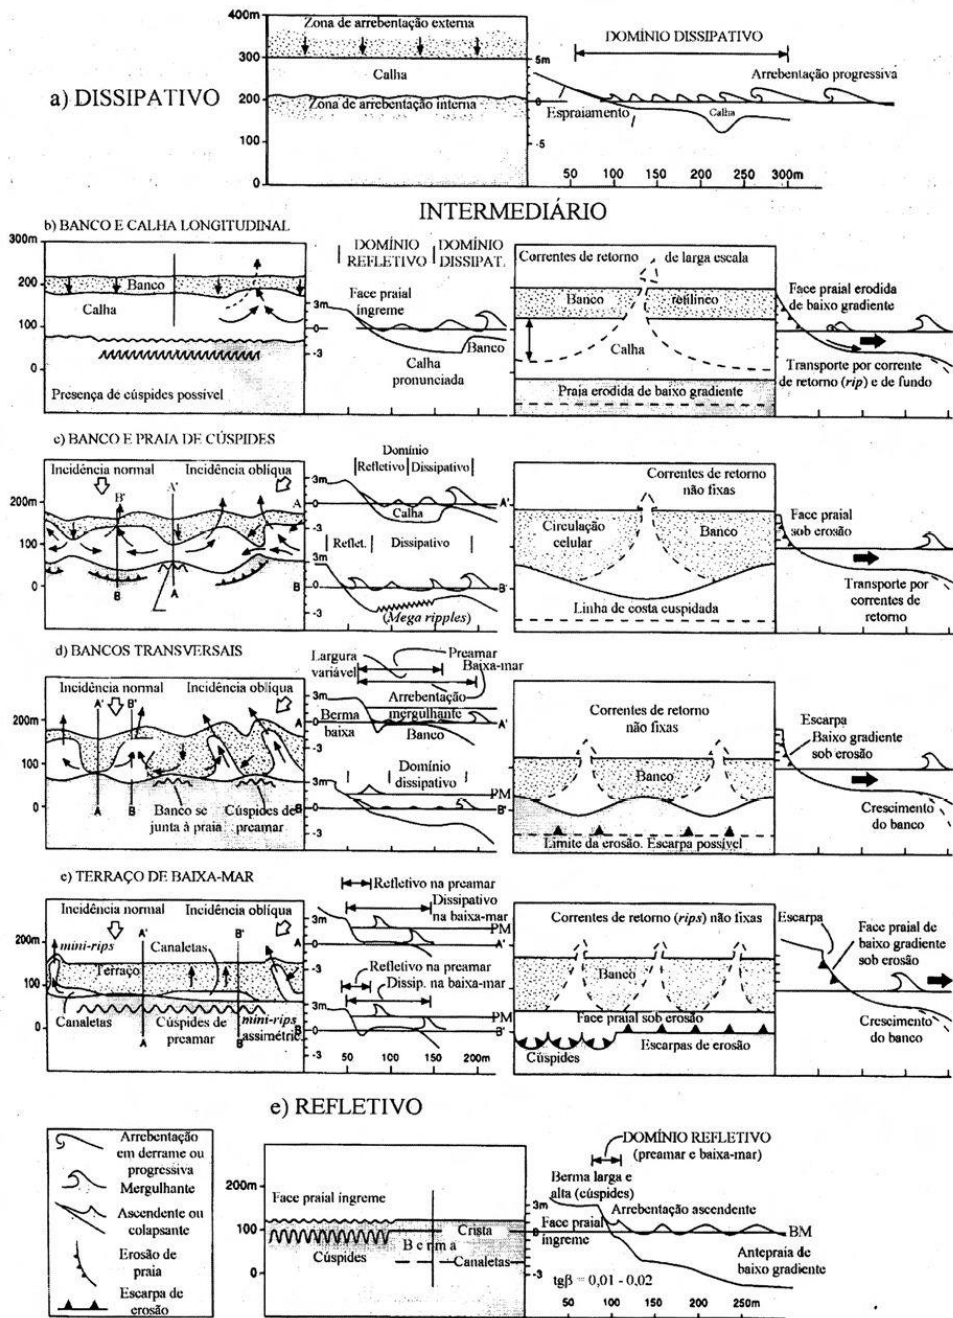 400m
300
200
100
0
Zona de arrebentação externa
Calha
Zona de arrebentação interna
a) DISSIPATIVO
DOMÍNIO DISSIPATIVO
5m
Arrebentação progressiva
0
Espraiamento
Calha
-5
50 100 150 200 250 300m
INTERMEDIÁRIO
b) BANCO E CALHA LONGITUDINAL
300m
200
100
0
Banco
Calha
Presença de cúspides possível
DOMÍNIO REFLETIVO
DOMÍNIO DISSIPAT.
Face praial íngreme
3m
0
-3
Banco
Calha pronunciada
Correntes de retorno de larga escala
Banco retilíneo
Calha
Praia erodida de baixo gradiente
Face praial erodida
de baixo gradiente
Transporte por corrente
de retorno (rip) e de fundo
c) BANCO E PRAIA DE CÚSPIDES
Incidência normal
Incidência oblíqua
200m
100
0
B'
A'
A
B
B
A
Domínio
Refletivo Dissipativo
3m
0
-3
Calha
A'
Reflet. Dissipativo
3m
0
-3
B'
(Mega ripples)
Correntes de retorno
não fixas
Circulação
celular
Banco
Linha de costa cuspidada
Face praial
sob erosão
Transporte por
correntes de
retorno
d) BANCOS TRANSVERSAIS
Incidência normal
Incidência oblíqua
200m
100
0
A'
B'
A
B
A
B
Banco se
junta à praia
Cúspides de
preamar
Largura
variável
Preamar
Baixa-mar
3m
0
-3
Berma
baixa
Arrebentação
mergulhante
Banco
A'
3m
0
-3
Domínio
dissipativo
PM
B'
Correntes de retorno
não fixas
Banco
Limite da erosão. Escarpa possível
Escarpa
Baixo gradiente
sob erosão
Crescimento
do banco
e) TERRAÇO DE BAIXA-MAR
Incidência normal
Incidência oblíqua
200m
100
0
mini-rips
A'
Canaletas
B'
Terraço
Canaletas
Cúspides de
preamar
mini-rips
assimétric
A
B
A
B
Refletivo na preamar
Dissipativo
na baixa-mar
3m
0
-3
PM
A'
Refletivo na preamar
Dissip. na baixa-mar
3m
0
-3
PM
B'
50 100 150 200m
Correntes de retorno (rips) não fixas
Banco
Face praial sob erosão
Cúspides
Escarpas de erosão
Escarpa
Face praial de
baixo gradiente
sob erosão
Crescimento
do banco
e) REFLETIVO
Arrebentação
em derrame ou
progressiva
Mergulhante
Ascendente ou
colapsante
Erosão de
praia
Escarpa de
erosão
200m
100
0
Face praial íngreme
Cúspides
Berma
Crista
Canaletas
DOMÍNIO REFLETIVO
(preamar e baixa-mar)
Berma larga e
alta (cúspides)
3m
0
-3
Arrebentação ascendente
Face praial
íngreme
BM
Antepraia de
baixo gradiente
tgβ = 0,01 - 0,02
50 100 150 200 250m